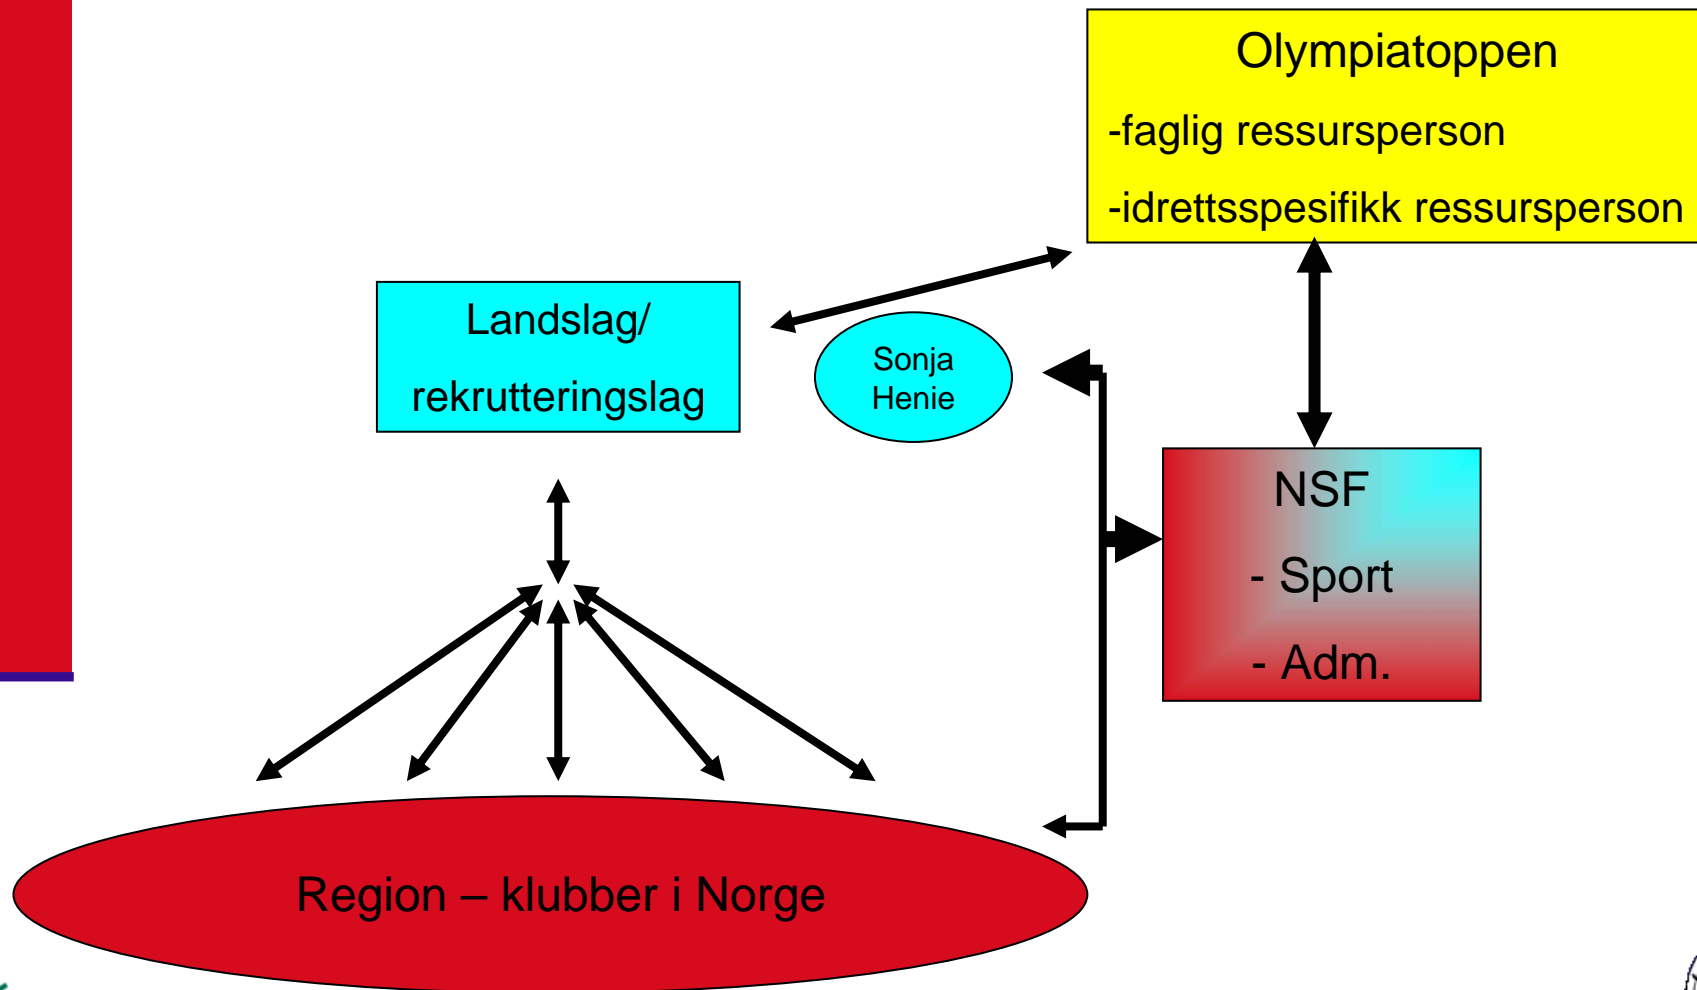 Olympiatoppen
-faglig ressursperson
-idrettsspesifikk ressursperson
Landslag/
rekrutteringslag
Sonja
Henie
NSF
- Sport
- Adm.
Region – klubber i Norge